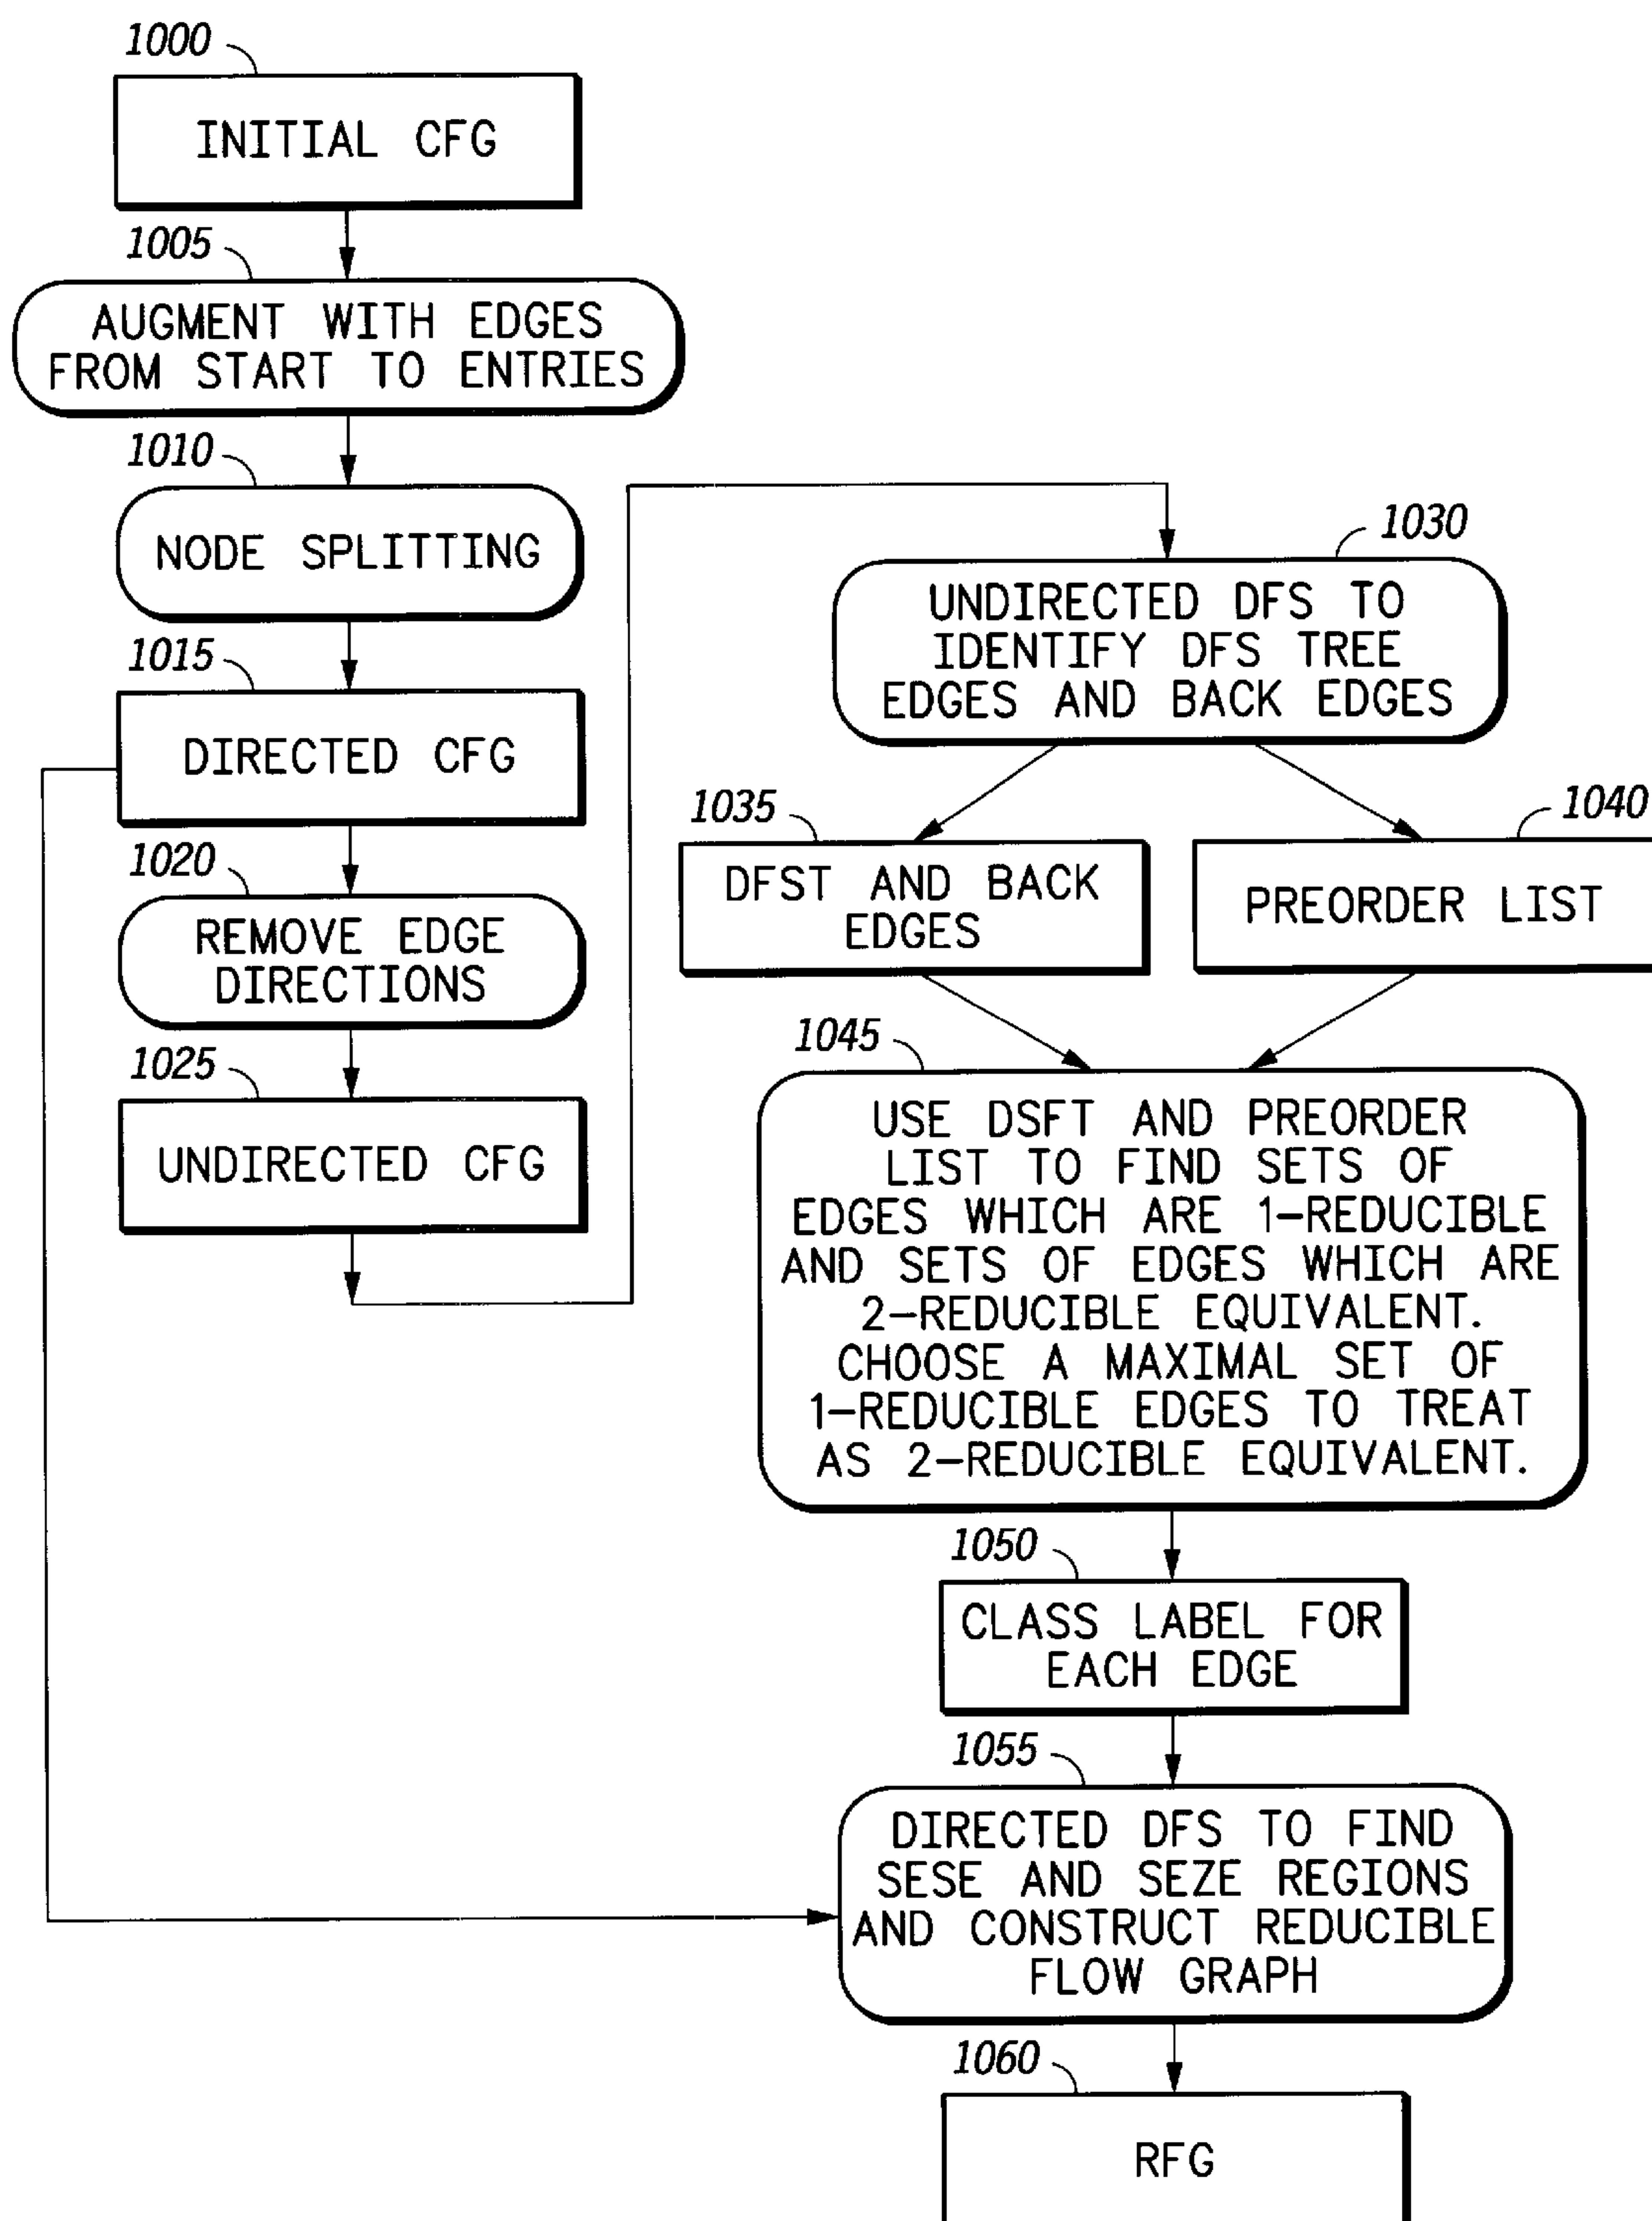 1000
INITIAL CFG
1005
AUGMENT WITH EDGES
FROM START TO ENTRIES
1010
NODE SPLITTING
1015
DIRECTED CFG
1020
REMOVE EDGE
DIRECTIONS
1025
UNDIRECTED CFG
1030
UNDIRECTED DFS TO
IDENTIFY DFS TREE
EDGES AND BACK EDGES
1035
DFST AND BACK
EDGES
1040
PREORDER LIST
1045
USE DSFT AND PREORDER
LIST TO FIND SETS OF
EDGES WHICH ARE 1-REDUCIBLE
AND SETS OF EDGES WHICH ARE
2-REDUCIBLE EQUIVALENT.
CHOOSE A MAXIMAL SET OF
1-REDUCIBLE EDGES TO TREAT
AS 2-REDUCIBLE EQUIVALENT.
1050
CLASS LABEL FOR
EACH EDGE
1055
DIRECTED DFS TO FIND
SESE AND SEZE REGIONS
AND CONSTRUCT REDUCIBLE
FLOW GRAPH
1060
RFG